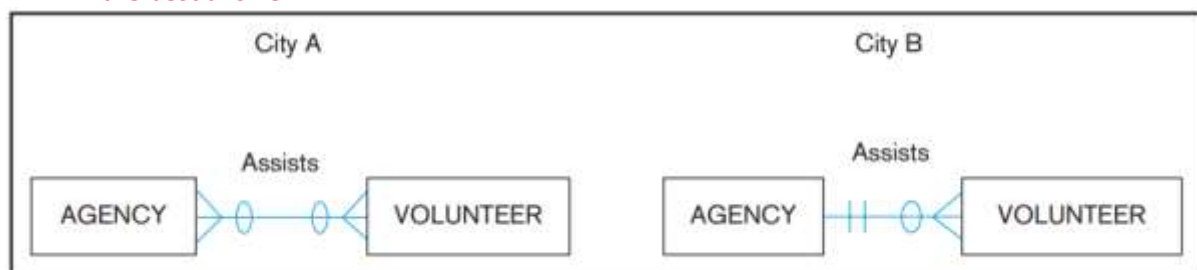 City A
City B
Assists
Assists
AGENCY
VOLUNTEER
AGENCY
VOLUNTEER